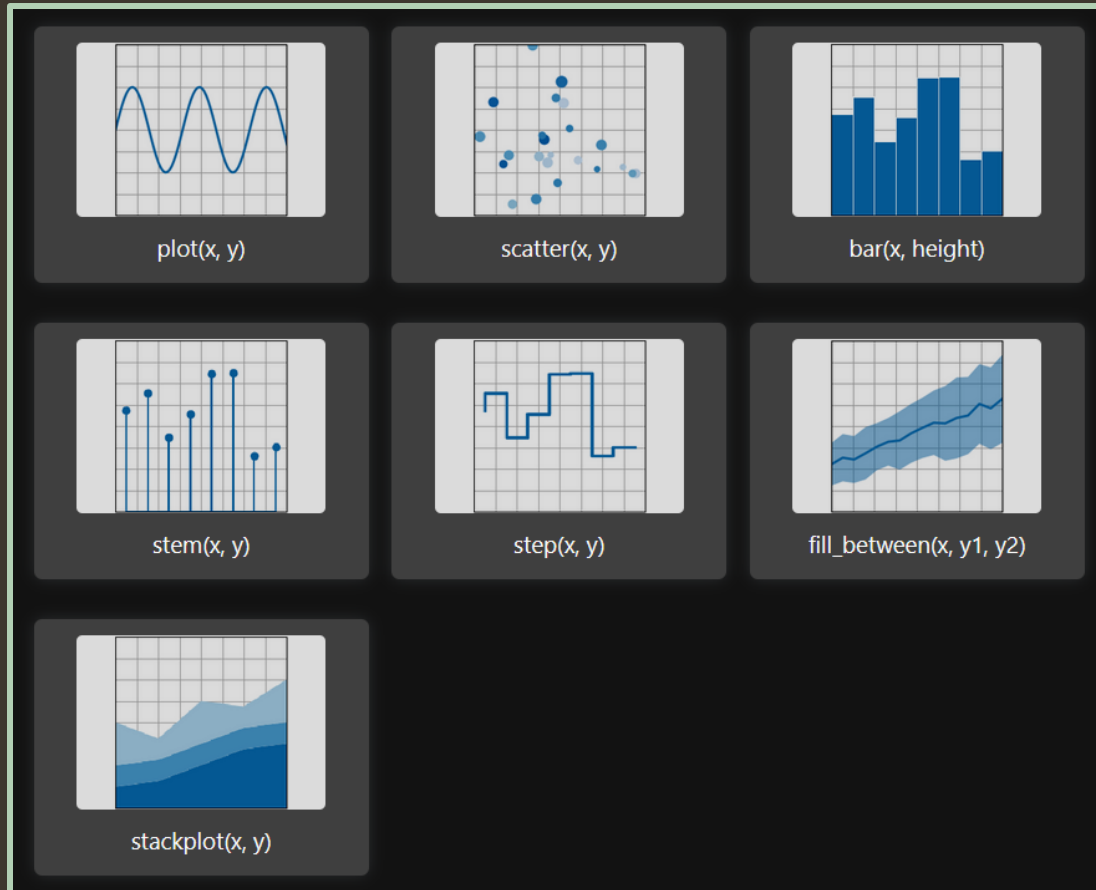 plot(x, y)
scatter(x, y)
bar(x, height)
stem(x, y)
step(x, y)
fill_between(x, y1, y2)
stackplot(x, y)